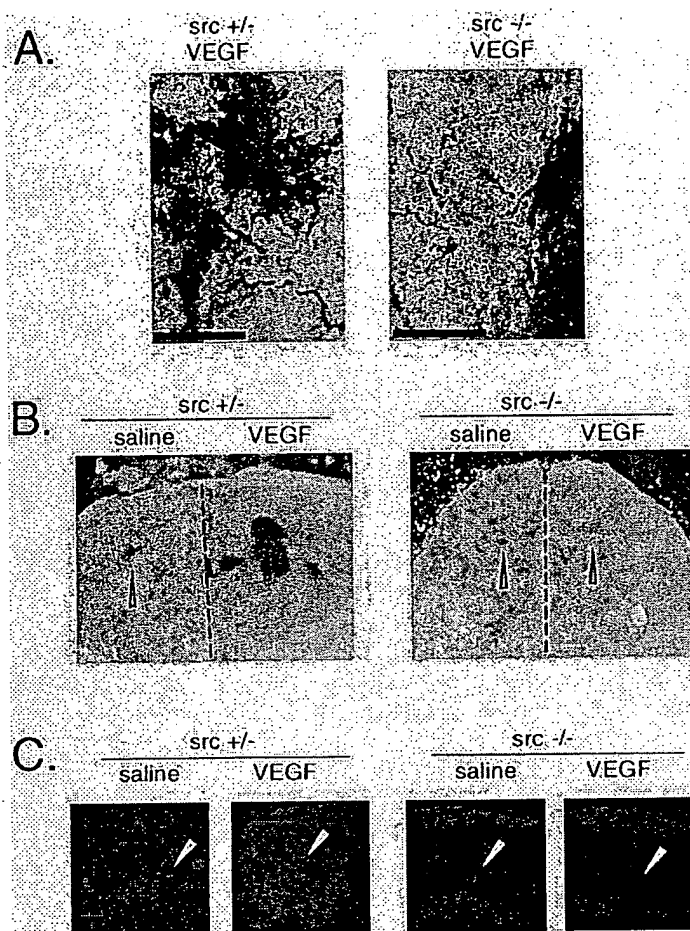 A.
src +/-
VEGF
src -/-
VEGF
B.
src +/-
saline VEGF
src -/-
saline VEGF
C.
src +/-
saline VEGF
src -/-
saline VEGF